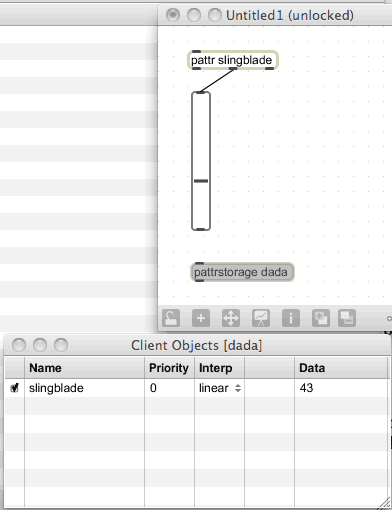 Untitled1 (unlocked)
pattr slingblade
pattrstorage dada
Client Objects [dada]
Name Priority Interp Data
slingblade 0 linear 43